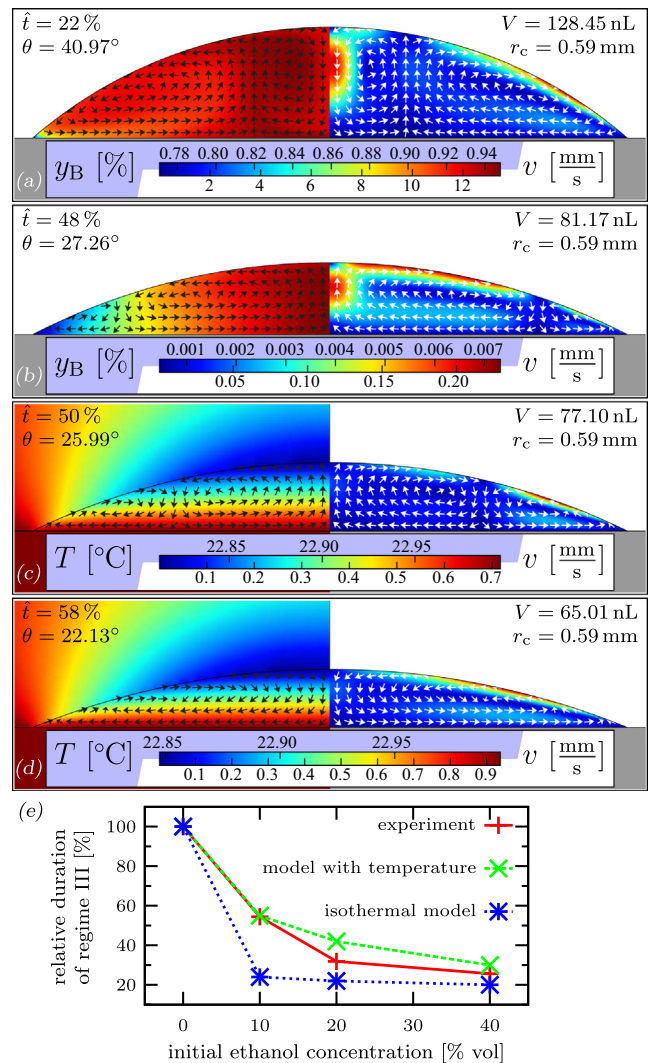 t̂ = 22 %
θ = 40.97°
V = 128.45 nL
r_c = 0.59 mm
0.78 0.80 0.82 0.84 0.86 0.88 0.90 0.92 0.94
(a) y_B [%] v [mm/s]
2 4 6 8 10 12
t̂ = 48 %
θ = 27.26°
V = 81.17 nL
r_c = 0.59 mm
0.001 0.002 0.003 0.004 0.005 0.006 0.007
(b) y_B [%] v [mm/s]
0.05 0.10 0.15 0.20
t̂ = 50 %
θ = 25.99°
V = 77.10 nL
r_c = 0.59 mm
22.85 22.90 22.95
(c) T [°C] v [mm/s]
0.1 0.2 0.3 0.4 0.5 0.6 0.7
t̂ = 58 %
θ = 22.13°
V = 65.01 nL
r_c = 0.59 mm
22.85 22.90 22.95
(d) T [°C] v [mm/s]
0.1 0.2 0.3 0.4 0.5 0.6 0.7 0.8 0.9
(e)
relative duration
of regime III [%]
100
80
60
40
20
experiment
model with temperature
isothermal model
0 10 20 30 40
initial ethanol concentration [% vol]